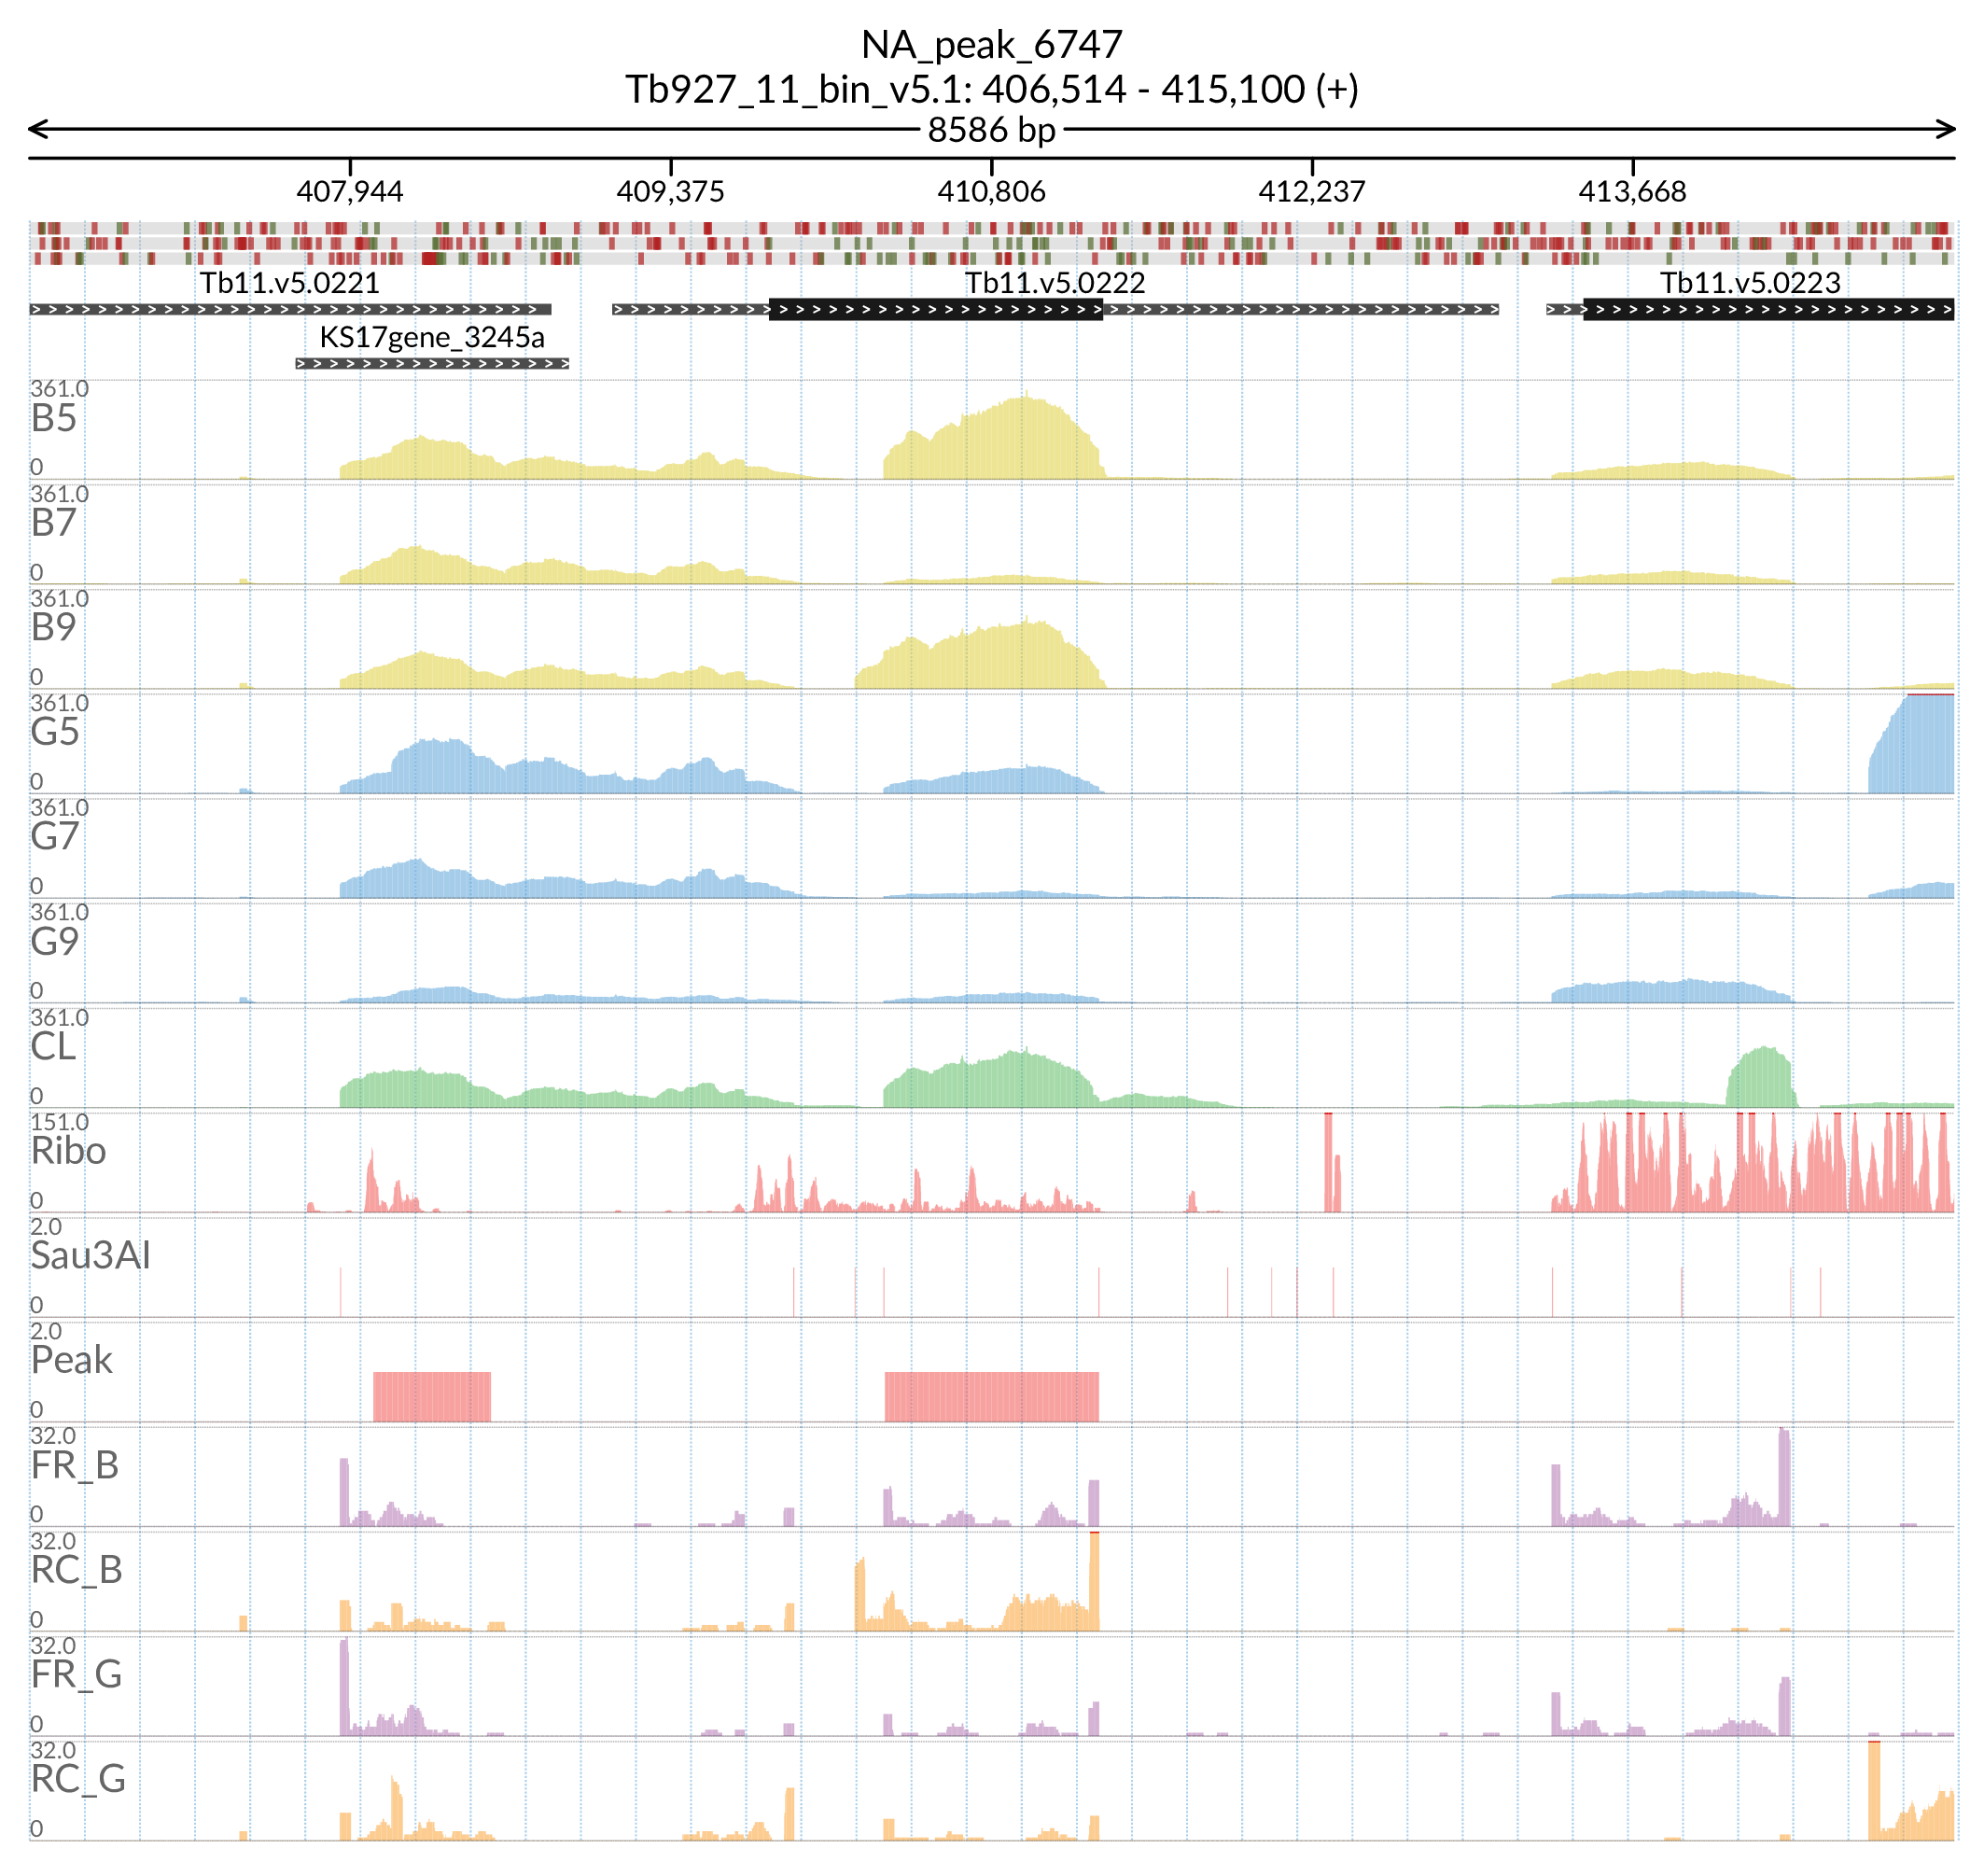 NA_peak_6747
Tb927_11_bin_v5.1: 406,514 - 415,100 (+)
8586 bp
407,944 409,375 410,806 412,237 413,668
Tb11.v5.0221 Tb11.v5.0222 Tb11.v5.0223
KS17gene_3245a
361.0
B5
0
361.0
B7
0
361.0
B9
0
361.0
G5
0
361.0
G7
0
361.0
G9
0
361.0
CL
0
151.0
Ribo
0
2.0
Sau3AI
0
2.0
Peak
0
32.0
FR_B
0
32.0
RC_B
0
32.0
FR_G
0
32.0
RC_G
0